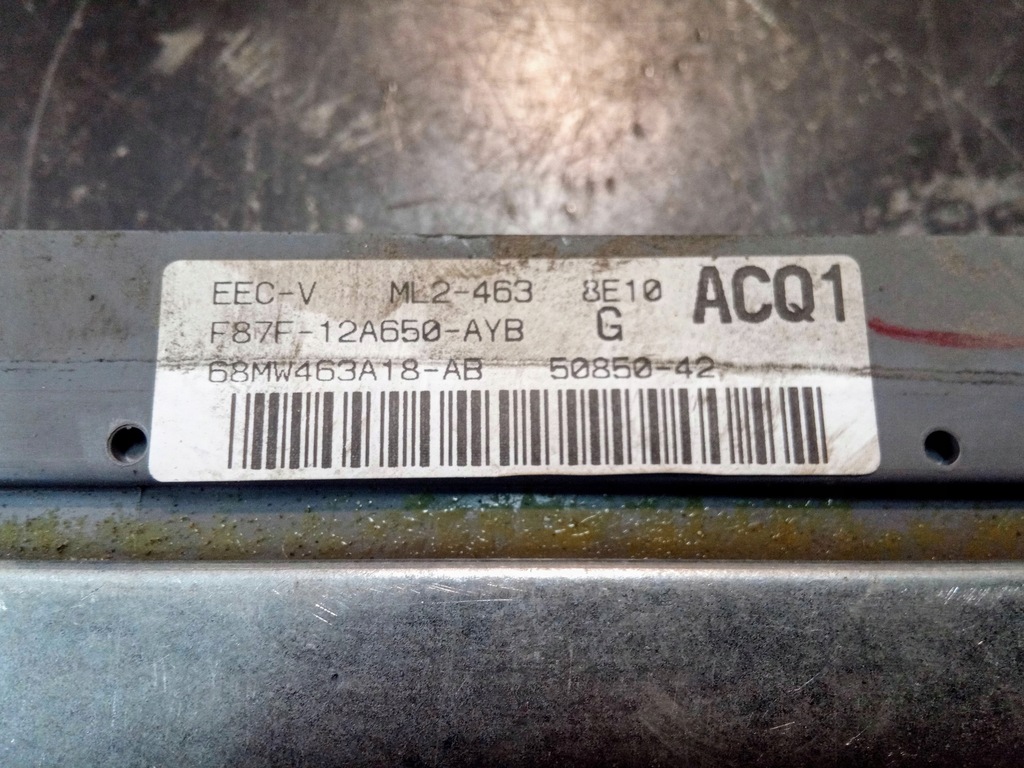 EEC-V ML2-463 8E10 ACQ1
F87F-12A650-AYB G
68MW463A18-AB 50850-42